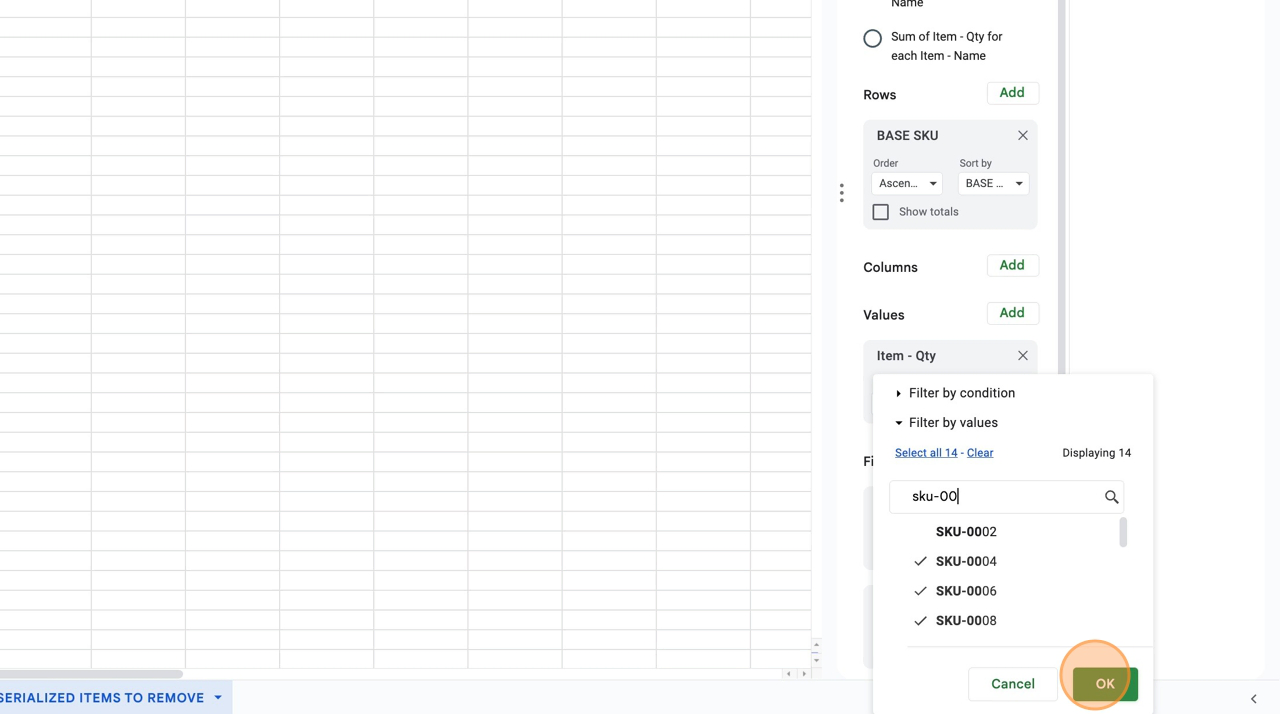 Name
Sum of Item - Qty for
each Item - Name
Rows
Add
BASE SKU
Order
Sort by
Ascen...
BASE ...
Show totals
Columns
Add
Values
Add
Item - Qty
Filter by condition
Filter by values
Fi
Select all 14 - Clear
Displaying 14
sku-00
SKU-0002
SKU-0004
SKU-0006
SKU-0008
Cancel
OK
SERIALIZED ITEMS TO REMOVE